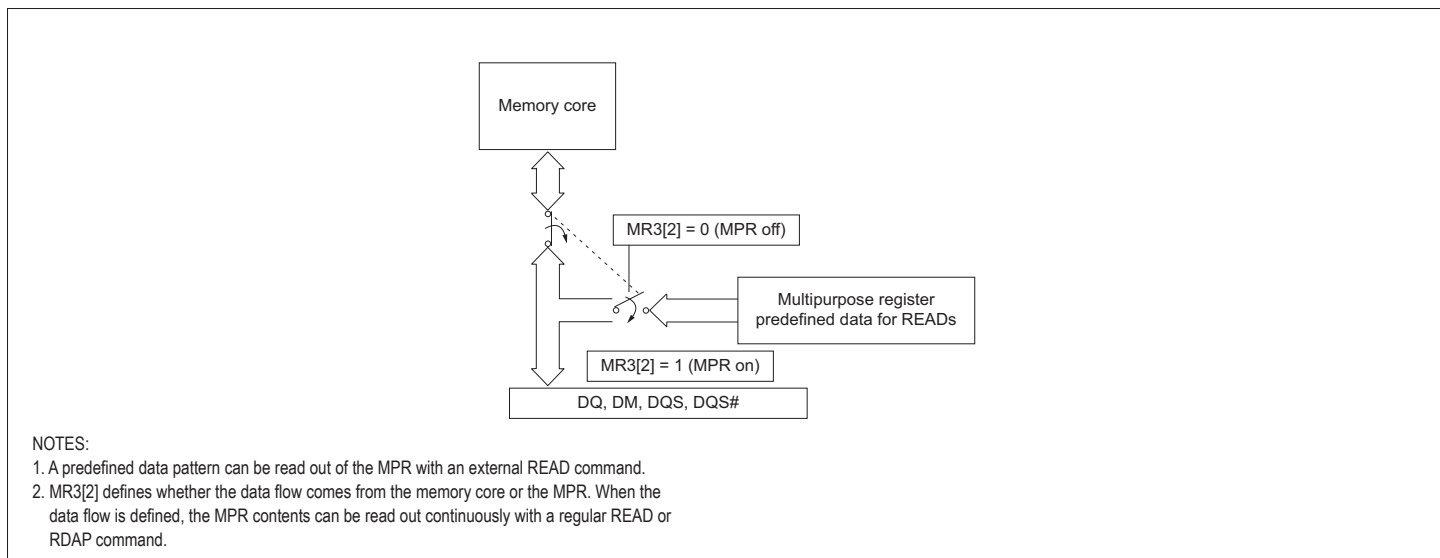 Memory core
MR3[2] = 0 (MPR off)
Multipurpose register
predefined data for READs
MR3[2] = 1 (MPR on)
DQ, DM, DQS, DQS#
NOTES:
1. A predefined data pattern can be read out of the MPR with an external READ command.
2. MR3[2] defines whether the data flow comes from the memory core or the MPR. When the
data flow is defined, the MPR contents can be read out continuously with a regular READ or
RDAP command.